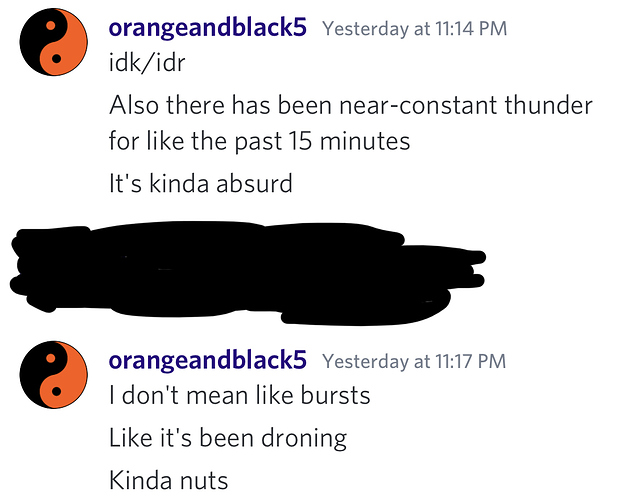 orangeandblack5 Yesterday at 11:14 PM
idk/idr
Also there has been near-constant thunder
for like the past 15 minutes
It's kinda absurd
orangeandblack5 Yesterday at 11:17 PM
I don't mean like bursts
Like it's been droning
Kinda nuts